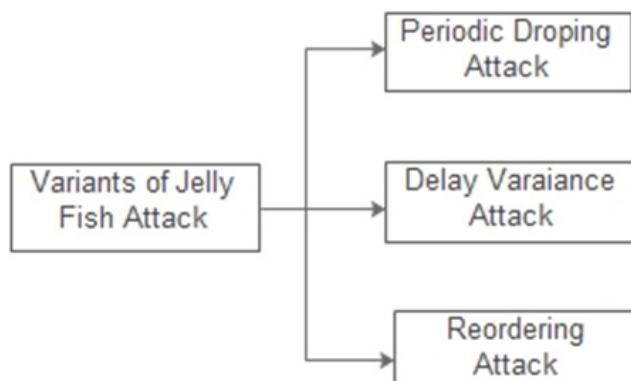 Periodic Droping
Attack
Variants of Jelly
Fish Attack
Delay Varaiance
Attack
Reordering
Attack